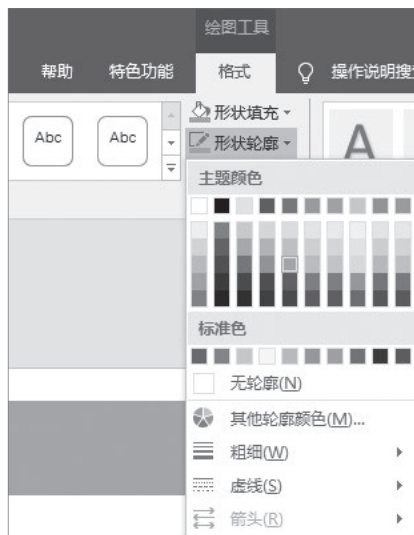 绘图工具
帮助 特色功能 格式 操作说明搜
Abc Abc 形状填充
形状轮廓
A
主题颜色
标准色
无轮廓(N)
其他轮廓颜色(M)...
粗细(W)
虚线(S)
箭头(R)